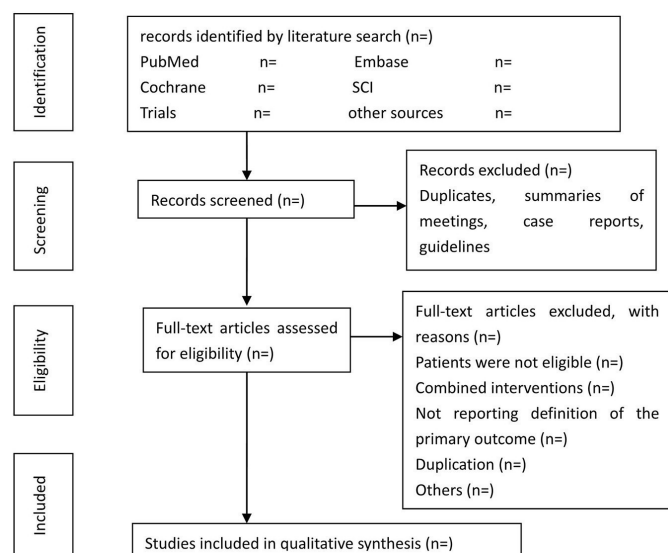 Identification
records identified by literature search (n=)
PubMed n= Embase n=
Cochrane n= SCI n=
Trials n= other sources n=
Screening
Records screened (n=)
Records excluded (n=)
Duplicates, summaries of
meetings, case reports,
guidelines
Eligibility
Full-text articles assessed
for eligibility (n=)
Full-text articles excluded, with
reasons (n=)
Patients were not eligible (n=)
Combined interventions (n=)
Not reporting definition of the
primary outcome (n=)
Duplication (n=)
Others (n=)
Included
Studies included in qualitative synthesis (n=)